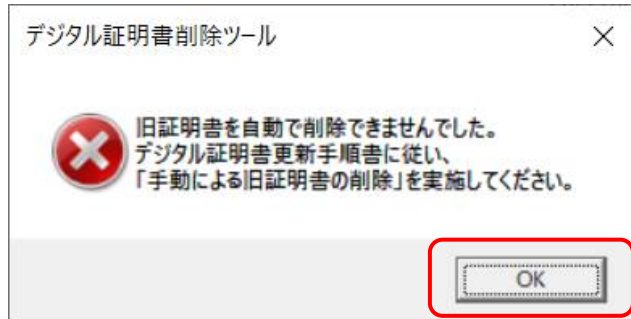 デジタル証明書削除ツール
旧証明書を自動で削除できませんでした。
デジタル証明書更新手順書に従い、
「手動による旧証明書の削除」を実施してください。
OK